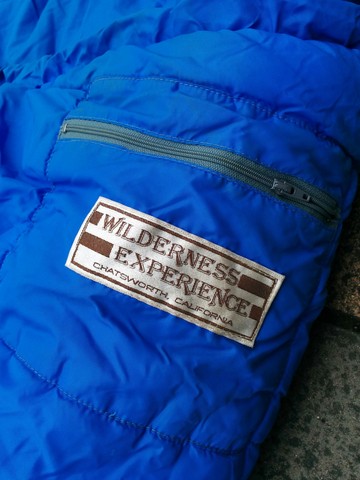 WILDERNESS
EXPERIENCE
CHATSWORTH, CALIFORNIA